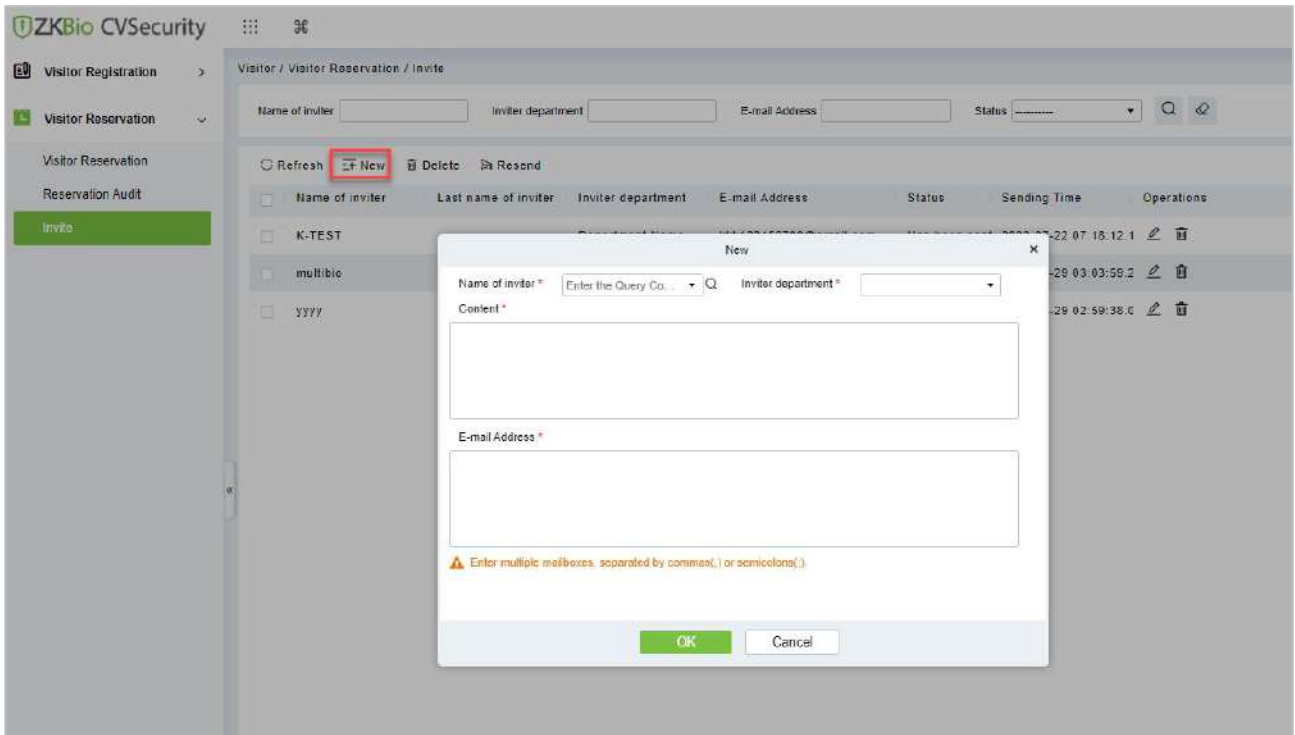 ZKBio CVSecurity
Visitor Registration
Visitor / Visitor Reservation / Invite
Visitor Reservation
Name of inviter Inviter department E-mail Address Status ----------
Visitor Reservation
Reservation Audit
Invite
Refresh New Delete Resend
Name of inviter Last name of inviter Inviter department E-mail Address Status Sending Time Operations
K-TEST -22 07:18:12.1
multibio -29 03:03:59.2
yyyy -29 02:59:38.0
New
Name of inviter * Enter the Query Co... Inviter department *
Content *
E-mail Address *
Enter multiple mailboxes, separated by commas(,) or semicolons(;).
OK Cancel